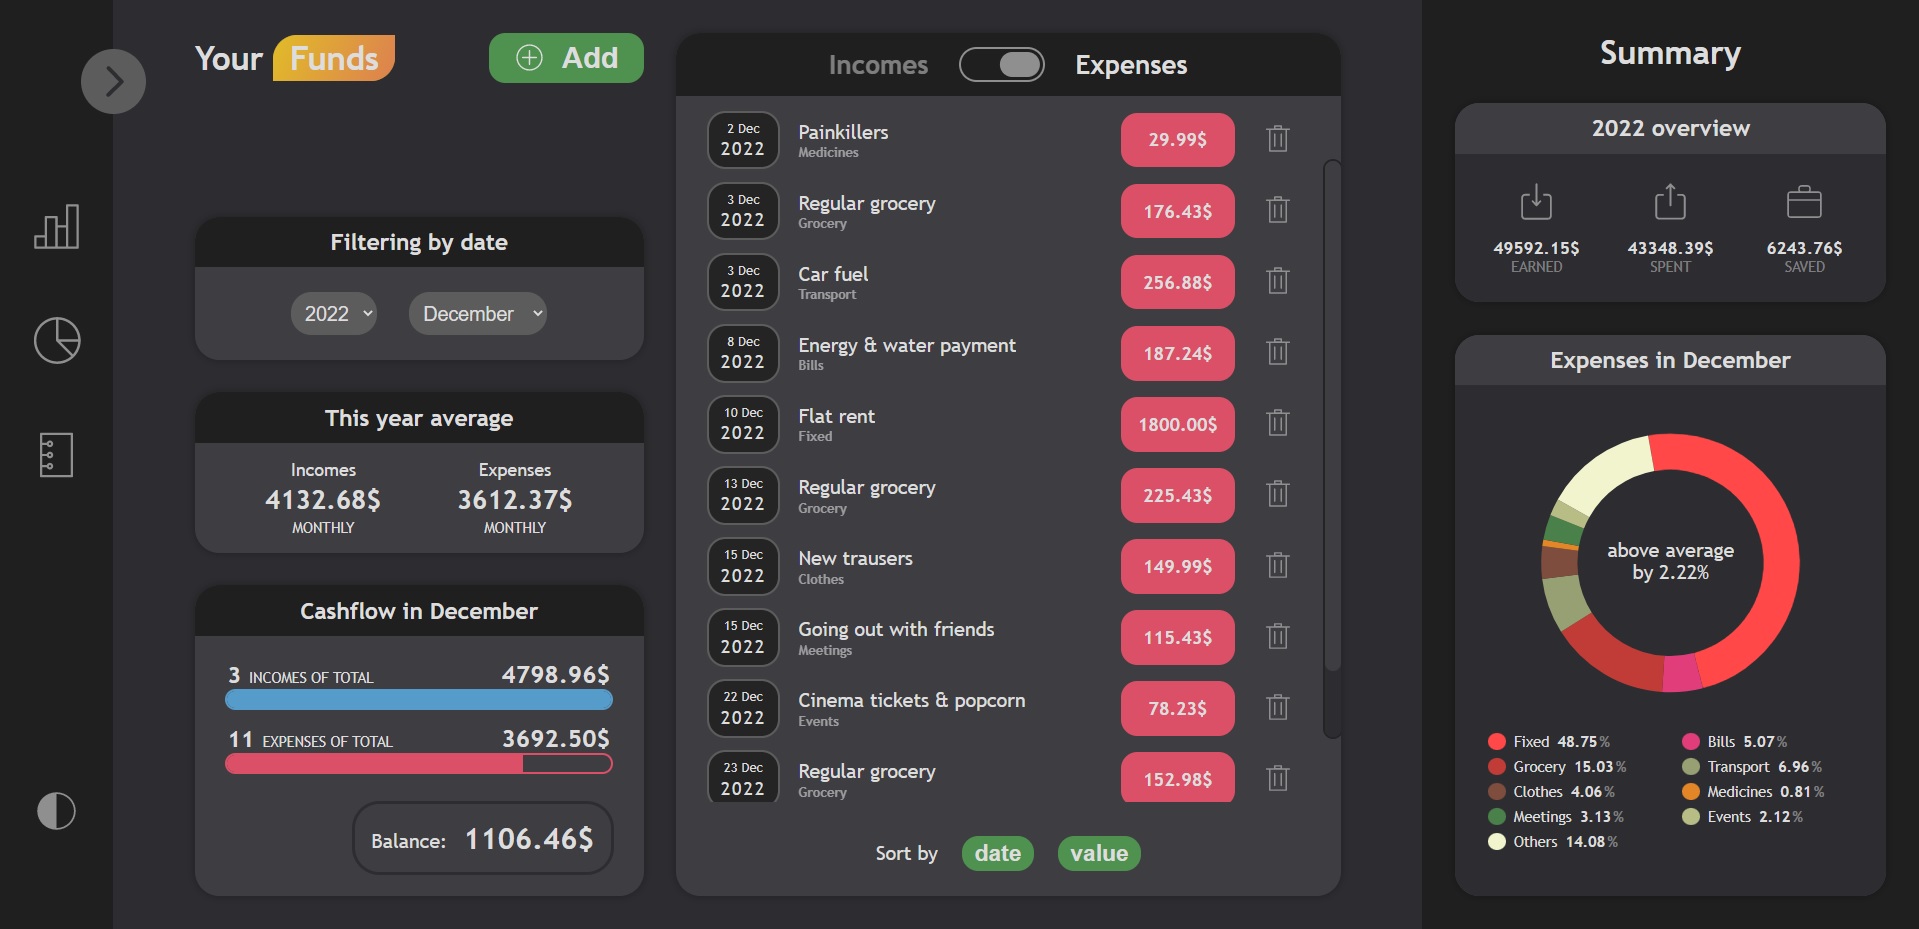 Your Funds
Add
Filtering by date
2022 December
This year average
Incomes Expenses
4132.68$ 3612.37$
MONTHLY MONTHLY
Cashflow in December
3 INCOMES OF TOTAL 4798.96$
11 EXPENSES OF TOTAL 3692.50$
Balance: 1106.46$
Incomes Expenses
2 Dec
2022
Painkillers
Medicines
29.99$
3 Dec
2022
Regular grocery
Grocery
176.43$
3 Dec
2022
Car fuel
Transport
256.88$
8 Dec
2022
Energy & water payment
Bills
187.24$
10 Dec
2022
Flat rent
Fixed
1800.00$
13 Dec
2022
Regular grocery
Grocery
225.43$
15 Dec
2022
New trausers
Clothes
149.99$
15 Dec
2022
Going out with friends
Meetings
115.43$
22 Dec
2022
Cinema tickets & popcorn
Events
78.23$
23 Dec
2022
Regular grocery
Grocery
152.98$
Sort by date value
Summary
2022 overview
49592.15$ 43348.39$ 6243.76$
EARNED SPENT SAVED
Expenses in December
above average
by 2.22%
Fixed 48.75% Bills 5.07%
Grocery 15.03% Transport 6.96%
Clothes 4.06% Medicines 0.81%
Meetings 3.13% Events 2.12%
Others 14.08%